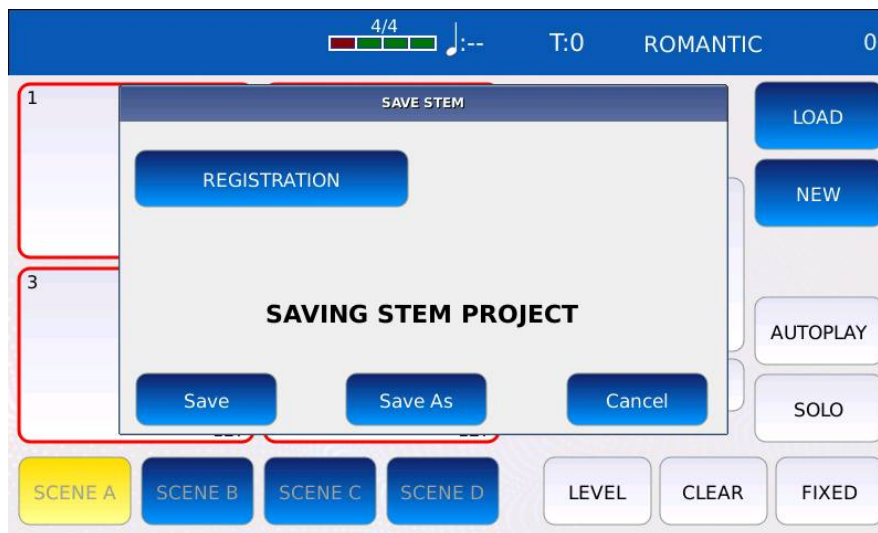 4/4
:-- T:0 ROMANTIC 0
1
SAVE STEM
LOAD
REGISTRATION
NEW
3
SAVING STEM PROJECT
AUTOPLAY
Save Save As Cancel
SOLO
SCENE A SCENE B SCENE C SCENE D LEVEL CLEAR FIXED